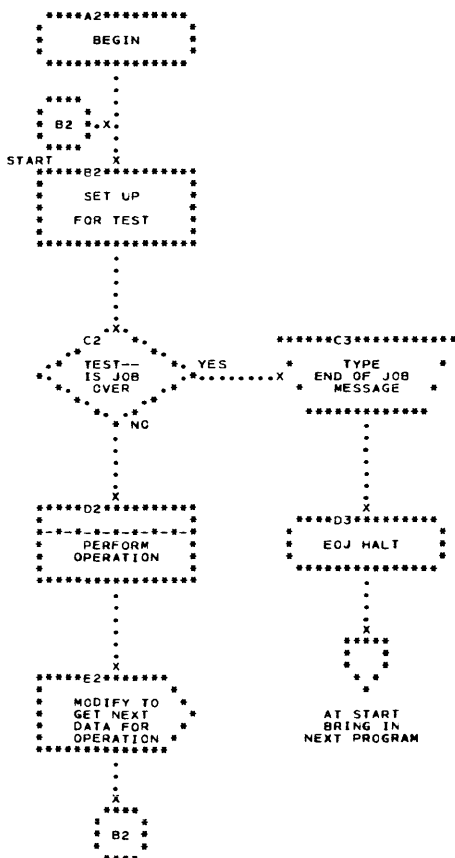 A2
BEGIN
B2
START
B2
SET UP
FOR TEST
C2
TEST--
IS JOB
OVER
YES
NO
C3
TYPE
END OF JOB
MESSAGE
D2
PERFORM
OPERATION
D3
EOJ HALT
E2
MODIFY TO
GET NEXT
DATA FOR
OPERATION
AT START
BRING IN
NEXT PROGRAM
B2